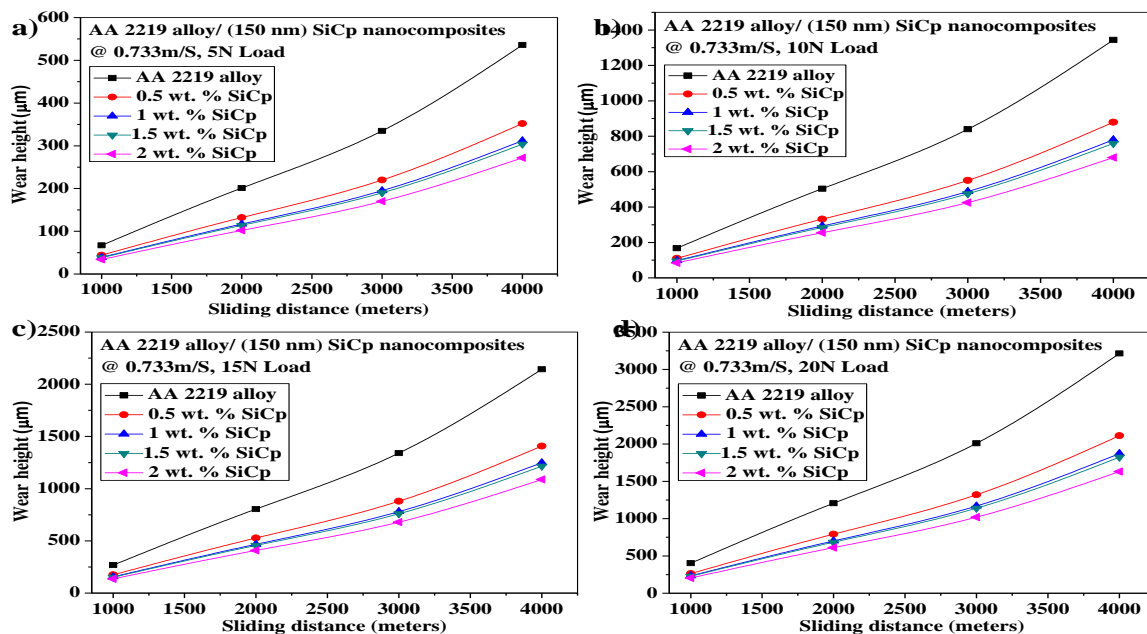 a)
AA 2219 alloy/ (150 nm) SiCp nanocomposites
@ 0.733m/S, 5N Load
AA 2219 alloy
0.5 wt. % SiCp
1 wt. % SiCp
1.5 wt. % SiCp
2 wt. % SiCp
Wear height (μm)
600
500
400
300
200
100
0
1000 1500 2000 2500 3000 3500 4000
Sliding distance (meters)
b)
AA 2219 alloy/ (150 nm) SiCp nanocomposites
@ 0.733m/S, 10N Load
AA 2219 alloy
0.5 wt. % SiCp
1 wt. % SiCp
1.5 wt. % SiCp
2 wt. % SiCp
Wear height (μm)
1400
1200
1000
800
600
400
200
0
1000 1500 2000 2500 3000 3500 4000
Sliding distance (meters)
c)
AA 2219 alloy/ (150 nm) SiCp nanocomposites
@ 0.733m/S, 15N Load
AA 2219 alloy
0.5 wt. % SiCp
1 wt. % SiCp
1.5 wt. % SiCp
2 wt. % SiCp
Wear height (μm)
2500
2000
1500
1000
500
0
1000 1500 2000 2500 3000 3500 4000
Sliding distance (meters)
d)
AA 2219 alloy/ (150 nm) SiCp nanocomposites
@ 0.733m/S, 20N Load
AA 2219 alloy
0.5 wt. % SiCp
1 wt. % SiCp
1.5 wt. % SiCp
2 wt. % SiCp
Wear height (μm)
3500
3000
2500
2000
1500
1000
500
0
1000 1500 2000 2500 3000 3500 4000
Sliding distance (meters)